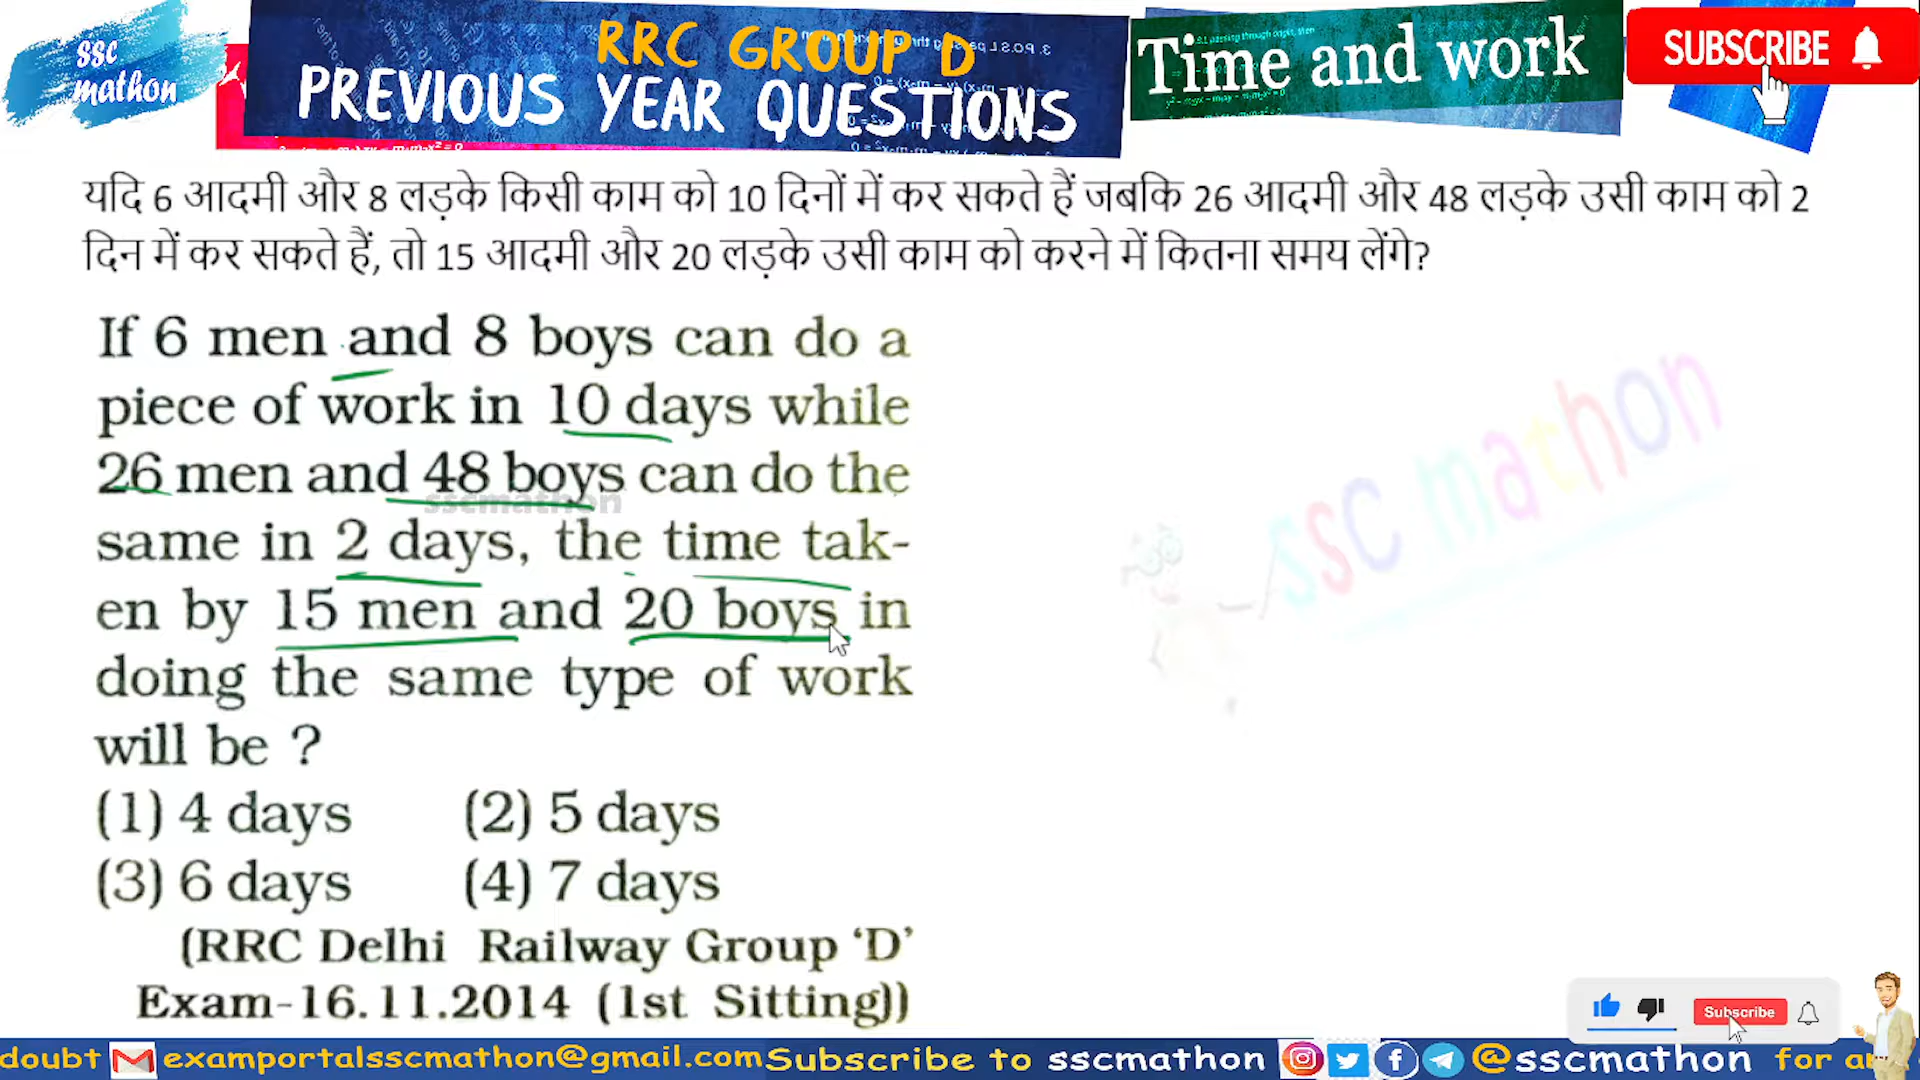 ssc
mathon
RRC GROUP D
PREVIOUS YEAR QUESTIONS
Time and work
SUBSCRIBE
यदि 6 आदमी और 8 लड़के किसी काम को 10 दिनों में कर सकते हैं जबकि 26 आदमी और 48 लड़के उसी काम को 2
दिन में कर सकते हैं, तो 15 आदमी और 20 लड़के उसी काम को करने में कितना समय लेंगे?
If 6 men and 8 boys can do a
piece of work in 10 days while
26 men and 48 boys can do the
sscmathon
same in 2 days, the time tak-
en by 15 men and 20 boys in
doing the same type of work
will be ?
(1) 4 days (2) 5 days
(3) 6 days (4) 7 days
(RRC Delhi Railway Group ‘D’
Exam-16.11.2014 (1st Sitting))
ssc mathon
Subscribe
doubt examportalsscmathon@gmail.com Subscribe to sscmathon @sscmathon for